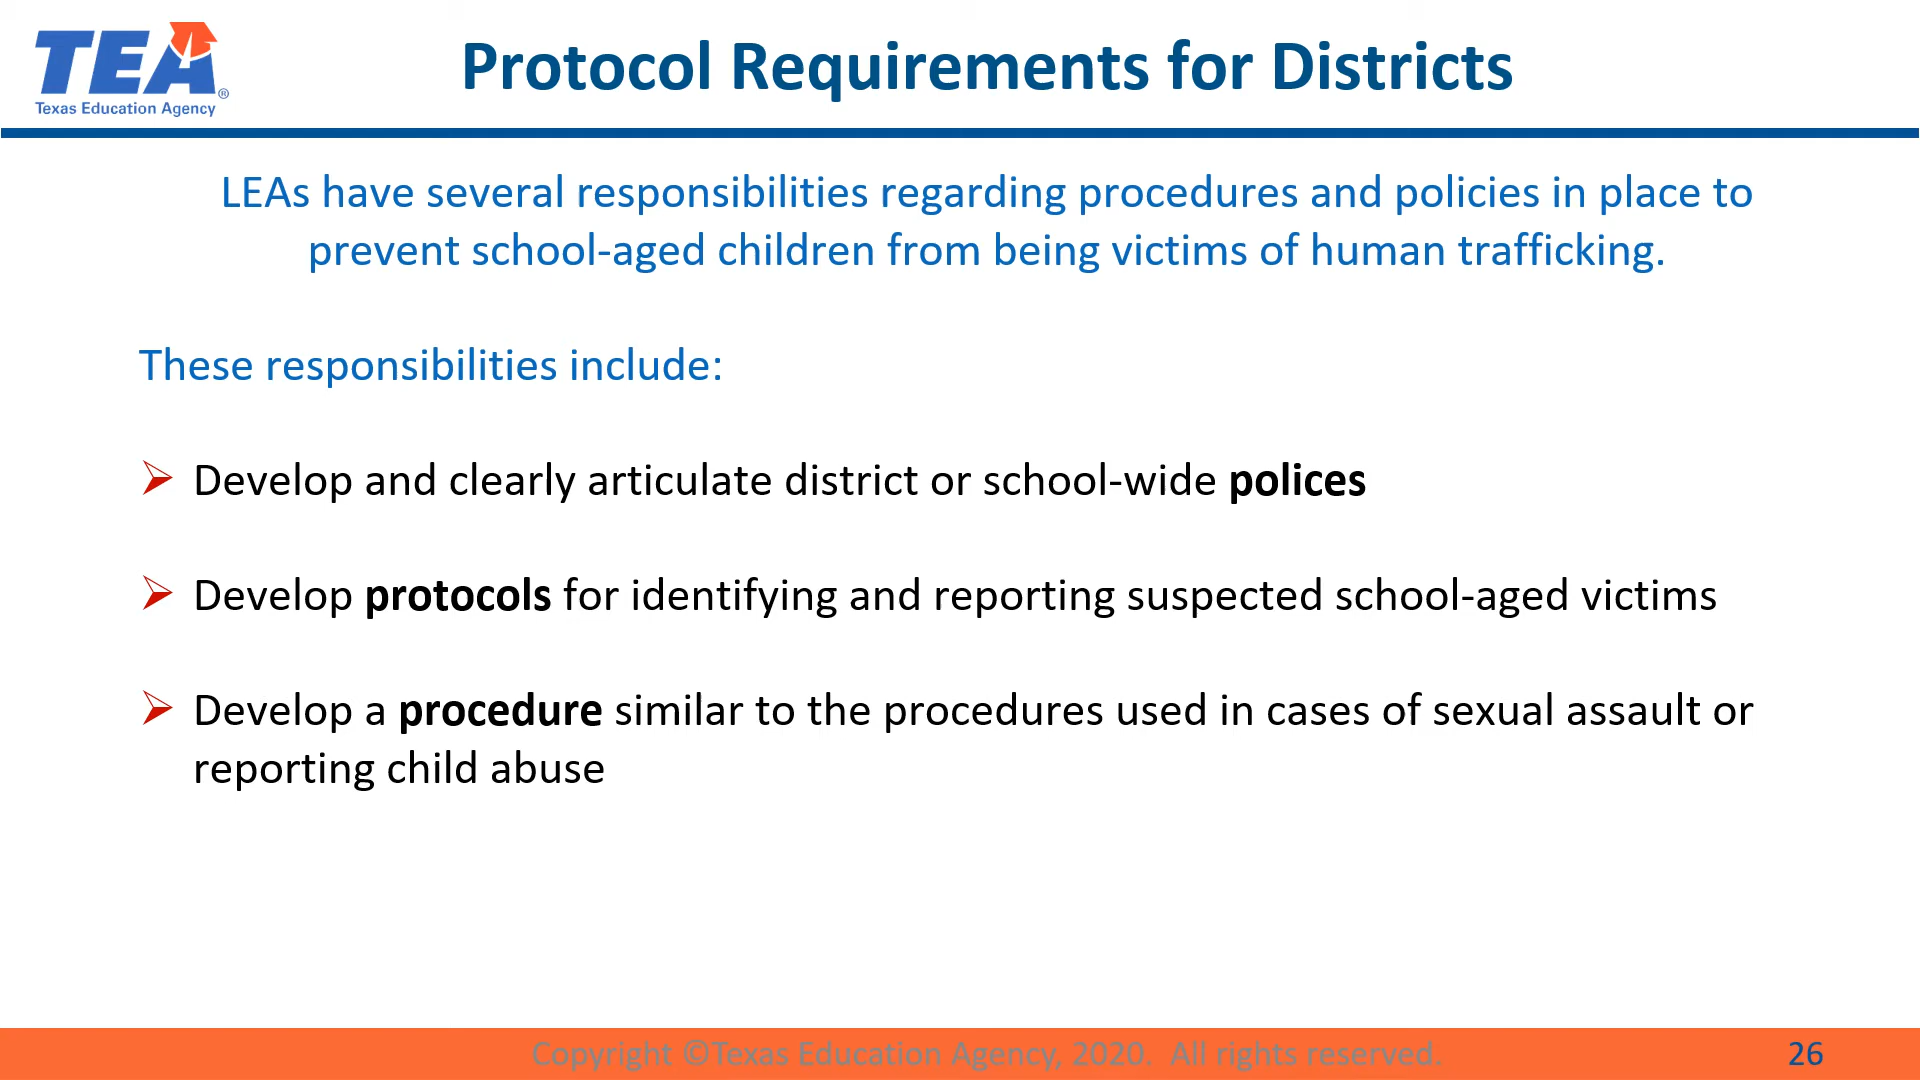 TEA®
Texas Education Agency
Protocol Requirements for Districts
LEAs have several responsibilities regarding procedures and policies in place to
prevent school-aged children from being victims of human trafficking.
These responsibilities include:
Develop and clearly articulate district or school-wide polices
Develop protocols for identifying and reporting suspected school-aged victims
Develop a procedure similar to the procedures used in cases of sexual assault or
reporting child abuse
Copyright ©Texas Education Agency, 2020. All rights reserved.
26